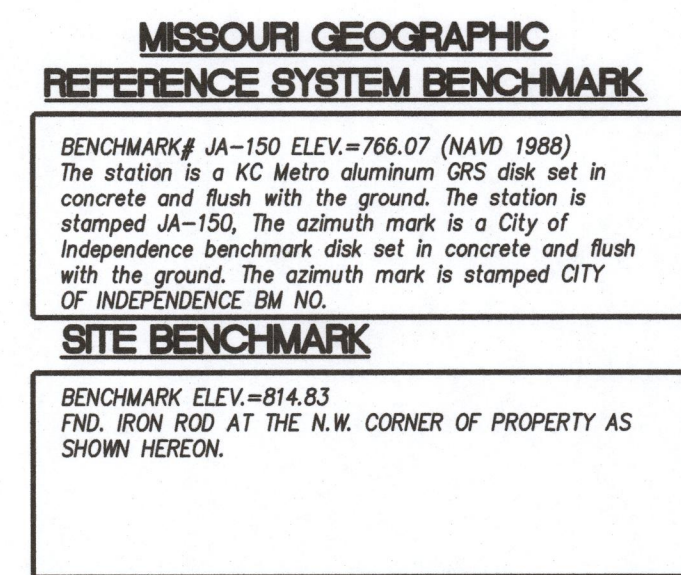 MISSOURI GEOGRAPHIC
REFERENCE SYSTEM BENCHMARK
BENCHMARK# JA-150 ELEV.=766.07 (NAVD 1988)
The station is a KC Metro aluminum GRS disk set in
concrete and flush with the ground. The station is
stamped JA-150, The azimuth mark is a City of
Independence benchmark disk set in concrete and flush
with the ground. The azimuth mark is stamped CITY
OF INDEPENDENCE BM NO.
SITE BENCHMARK
BENCHMARK ELEV.=814.83
FND. IRON ROD AT THE N.W. CORNER OF PROPERTY AS
SHOWN HEREON.